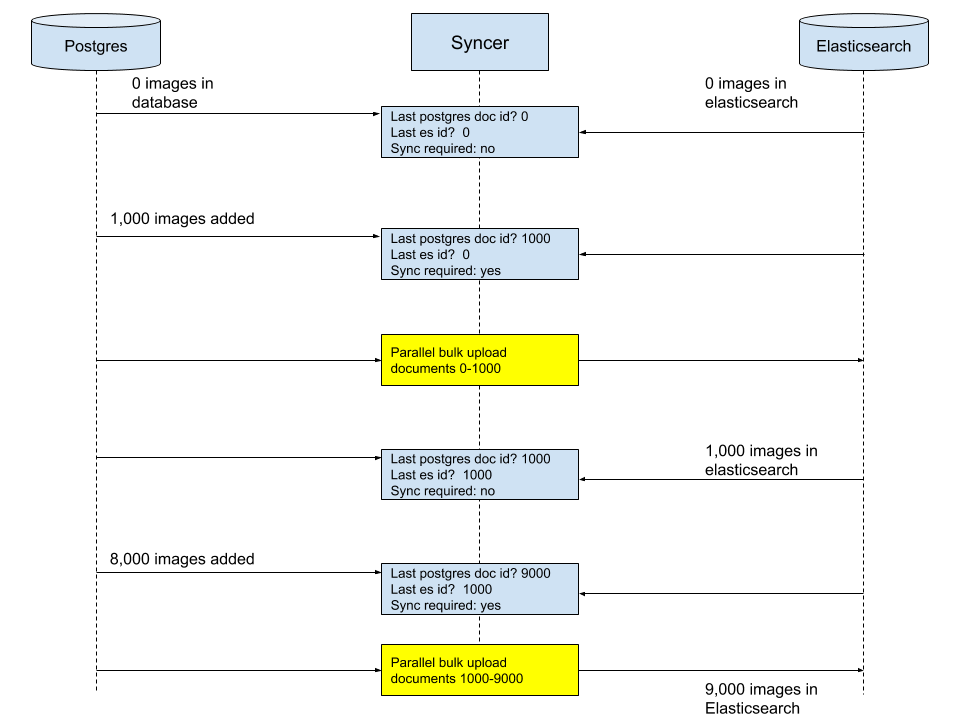 Postgres
Syncer
Elasticsearch
0 images in
database
0 images in
elasticsearch
Last postgres doc id? 0
Last es id?  0
Sync required: no
1,000 images added
Last postgres doc id? 1000
Last es id?  0
Sync required: yes
Parallel bulk upload
documents 0-1000
Last postgres doc id? 1000
Last es id?  1000
Sync required: no
1,000 images in
elasticsearch
8,000 images added
Last postgres doc id? 9000
Last es id?  1000
Sync required: yes
Parallel bulk upload
documents 1000-9000
9,000 images in
Elasticsearch